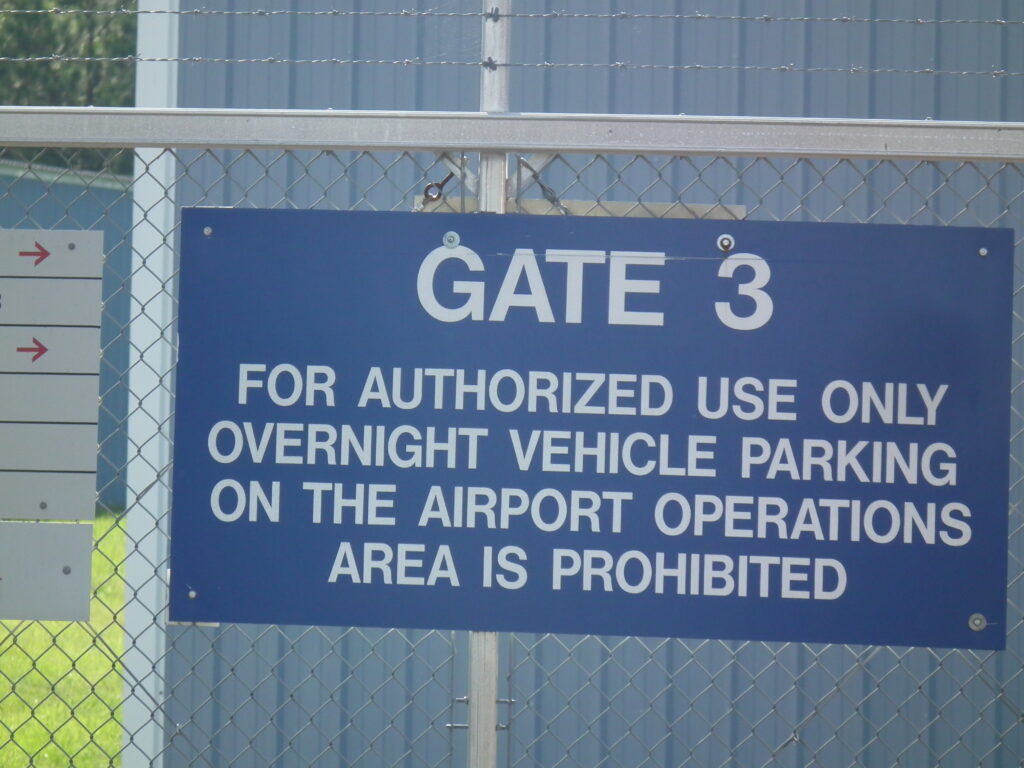 GATE 3
FOR AUTHORIZED USE ONLY
OVERNIGHT VEHICLE PARKING
ON THE AIRPORT OPERATIONS
AREA IS PROHIBITED